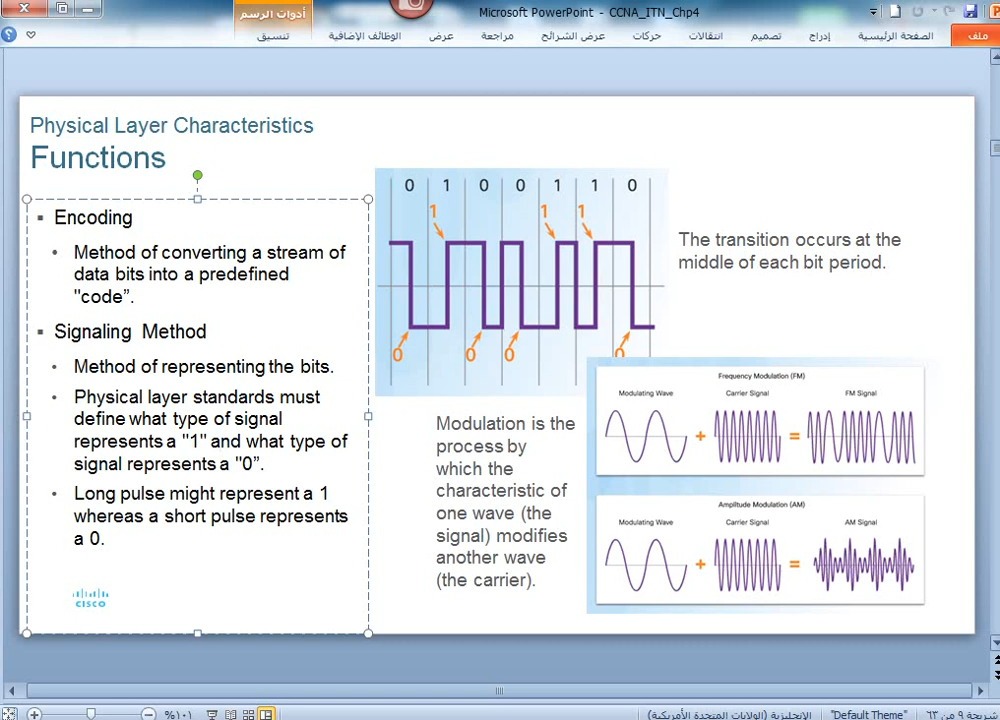 أدوات الرسم
Microsoft PowerPoint - CCNA_ITN_Chp4
ملف
الصفحة الرئيسية
إدراج
تصميم
انتقالات
حركات
عرض الشرائح
مراجعة
عرض
الوظائف الإضافية
تنسيق
Physical Layer Characteristics
Functions
▪ Encoding
• Method of converting a stream of
data bits into a predefined
"code”.
▪ Signaling Method
• Method of representing the bits.
• Physical layer standards must
define what type of signal
represents a "1" and what type of
signal represents a "0”.
• Long pulse might represent a 1
whereas a short pulse represents
a 0.
CISCO
0 1 0 0 1 1 0
1 1 1
0 0 0 0
The transition occurs at the
middle of each bit period.
Modulation is the
process by
which the
characteristic of
one wave (the
signal) modifies
another wave
(the carrier).
Frequency Modulation (FM)
Modulating Wave Carrier Signal FM Signal
+ =
Amplitude Modulation (AM)
Modulating Wave Carrier Signal AM Signal
+ =
شريحة ٩ من ٦٣
"Default Theme"
الإنجليزية (الولايات المتحدة الأمريكية)
%١٠١